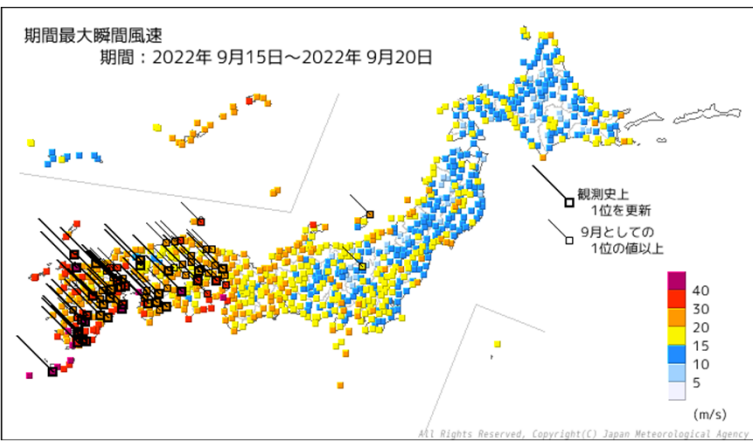 期間最大瞬間風速
期間：2022年 9月15日～2022年 9月20日
観測史上
1位を更新
9月としての
1位の値以上
40
30
20
15
10
5
(m/s)
All Rights Reserved, Copyright(C) Japan Meteorological Agency